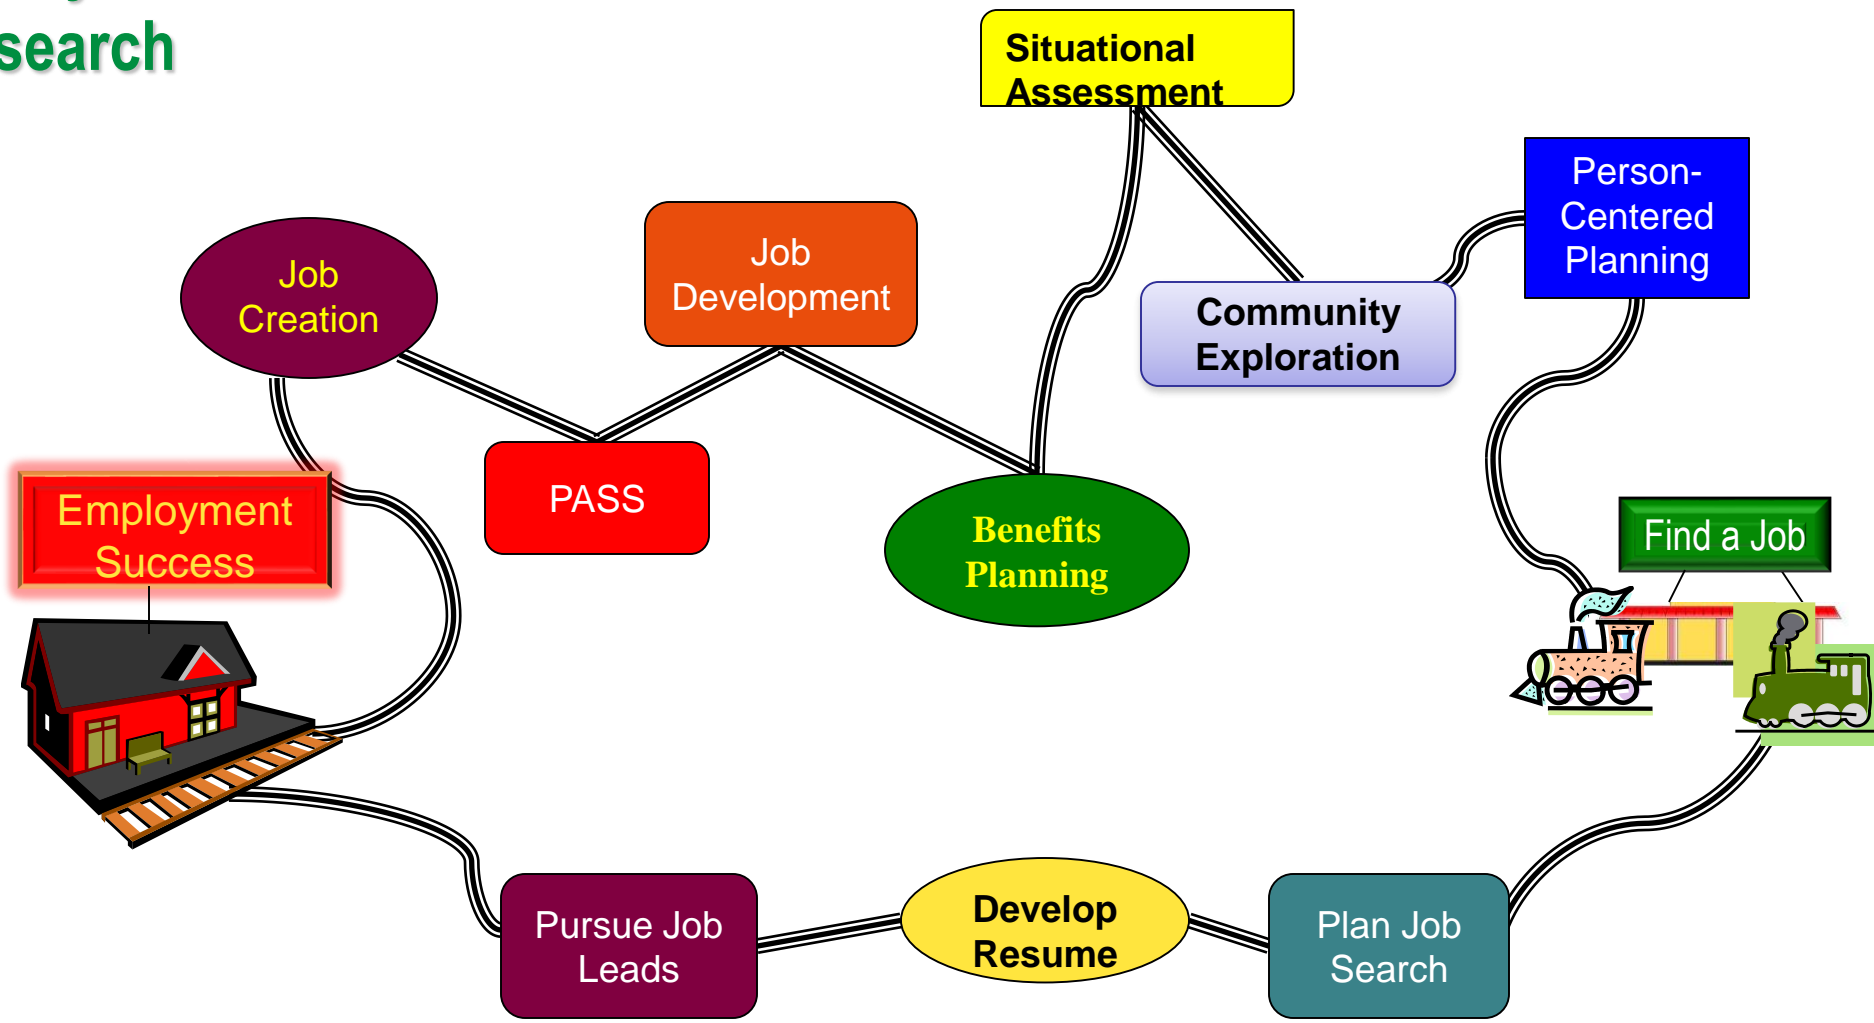 search
Situational
Assessment
Person-
Centered
Planning
Job
Creation
Job
Development
Community
Exploration
Employment
Success
PASS
Benefits
Planning
Find a Job
Pursue Job
Leads
Develop
Resume
Plan Job
Search